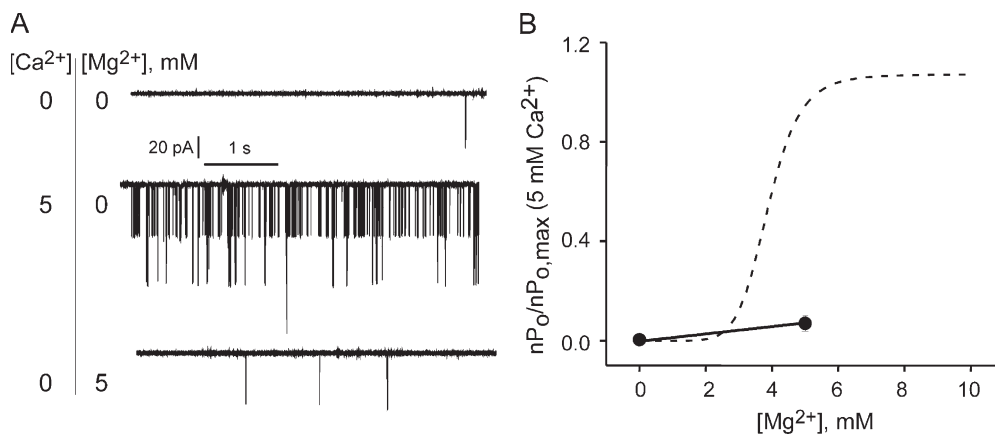 A
[Ca²⁺] [Mg²⁺], mM
0 0
20 pA 1 s
5 0
0 5
B
nPo/nPo,max (5 mM Ca²⁺)
1.2
0.8
0.4
0.0
0 2 4 6 8 10
[Mg²⁺], mM